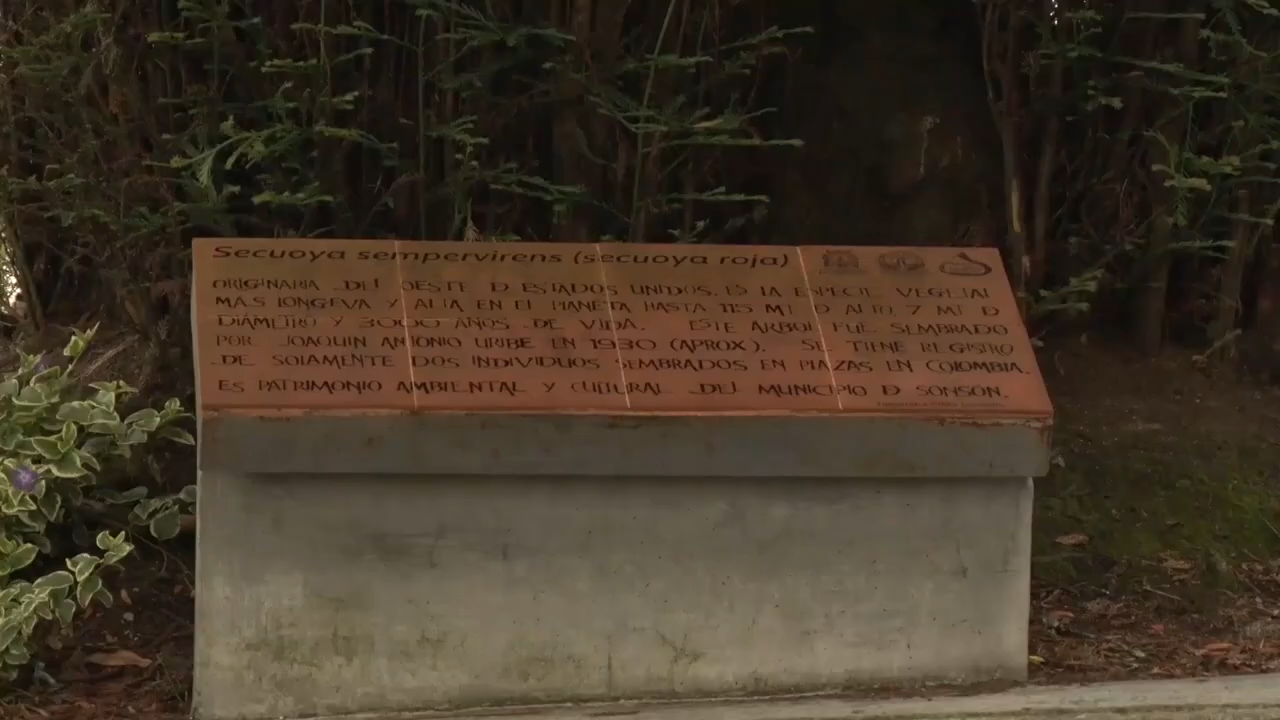 Secuoya sempervirens (secuoya roja)
ORIGINARIA DEL OESTE D ESTADOS UNIDOS. ES LA ESPECIE VEGETAL
MAS LONGEVA Y ALTA EN EL PLANETA HASTA 115 MT D ALTO, 7 MT D
DIÁMETRO Y 3000 AÑOS DE VIDA. ESTE ARBOL FUE SEMBRADO
POR JOAQUIN ANTONIO URIBE EN 1930 (APROX). SE TIENE REGISTRO
DE SOLAMENTE DOS INDIVIDUOS SEMBRADOS EN PLAZAS EN COLOMBIA.
ES PATRIMONIO AMBIENTAL Y CULTURAL DEL MUNICIPIO D SONSON.